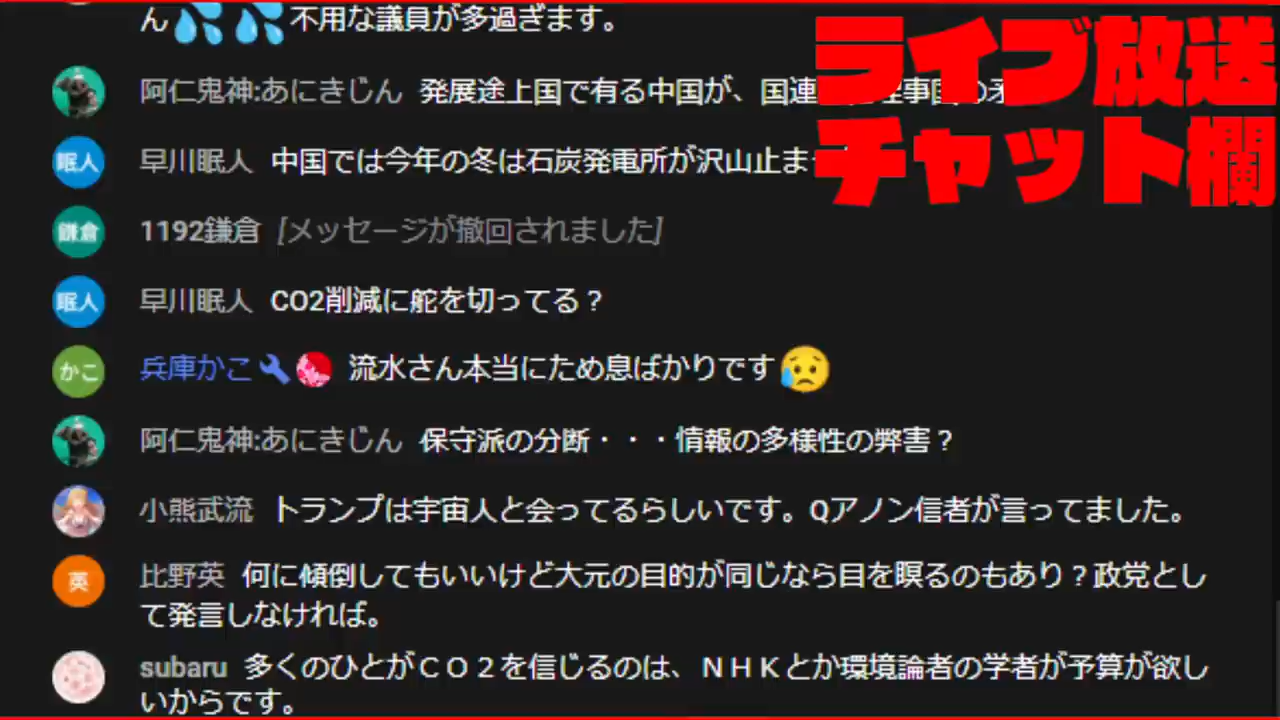 ん💦💦不用な議員が多過ぎます。
ライブ放送
チャット欄
阿仁鬼神:あにきじん 発展途上国で有る中国が、国連
眠人 早川眠人 中国では今年の冬は石炭発電所が沢山止ま
鎌倉 1192鎌倉 [メッセージが撤回されました]
眠人 早川眠人 CO2削減に舵を切ってる？
かこ 兵庫かこ 流水さん本当にため息ばかりです😥
阿仁鬼神:あにきじん 保守派の分断・・・情報の多様性の弊害？
小熊武流 トランプは宇宙人と会ってるらしいです。Qアノン信者が言ってました。
英 比野英 何に傾倒してもいいけど大元の目的が同じなら目を瞑るのもあり？政党とし
て発言しなければ。
subaru 多くのひとがＣＯ２を信じるのは、ＮＨＫとか環境論者の学者が予算が欲し
いからです。